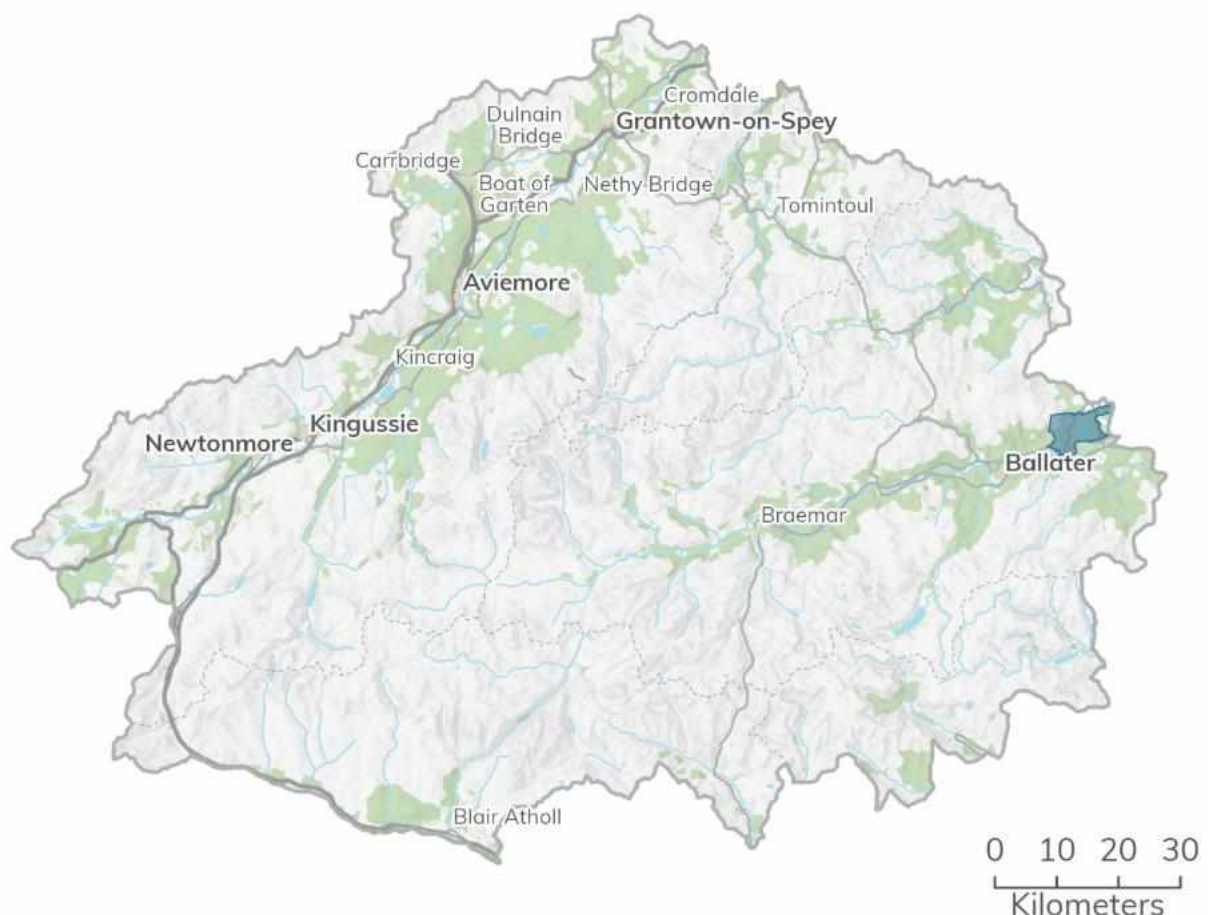 Cromdale
Dulnain
Bridge
Grantown-on-Spey
Carrbridge
Boat of
Garten
Nethy Bridge
Tomintoul
Aviemore
Kincraig
Kingussie
Newtonmore
Ballater
Braemar
Blair Atholl
0 10 20 30
Kilometers